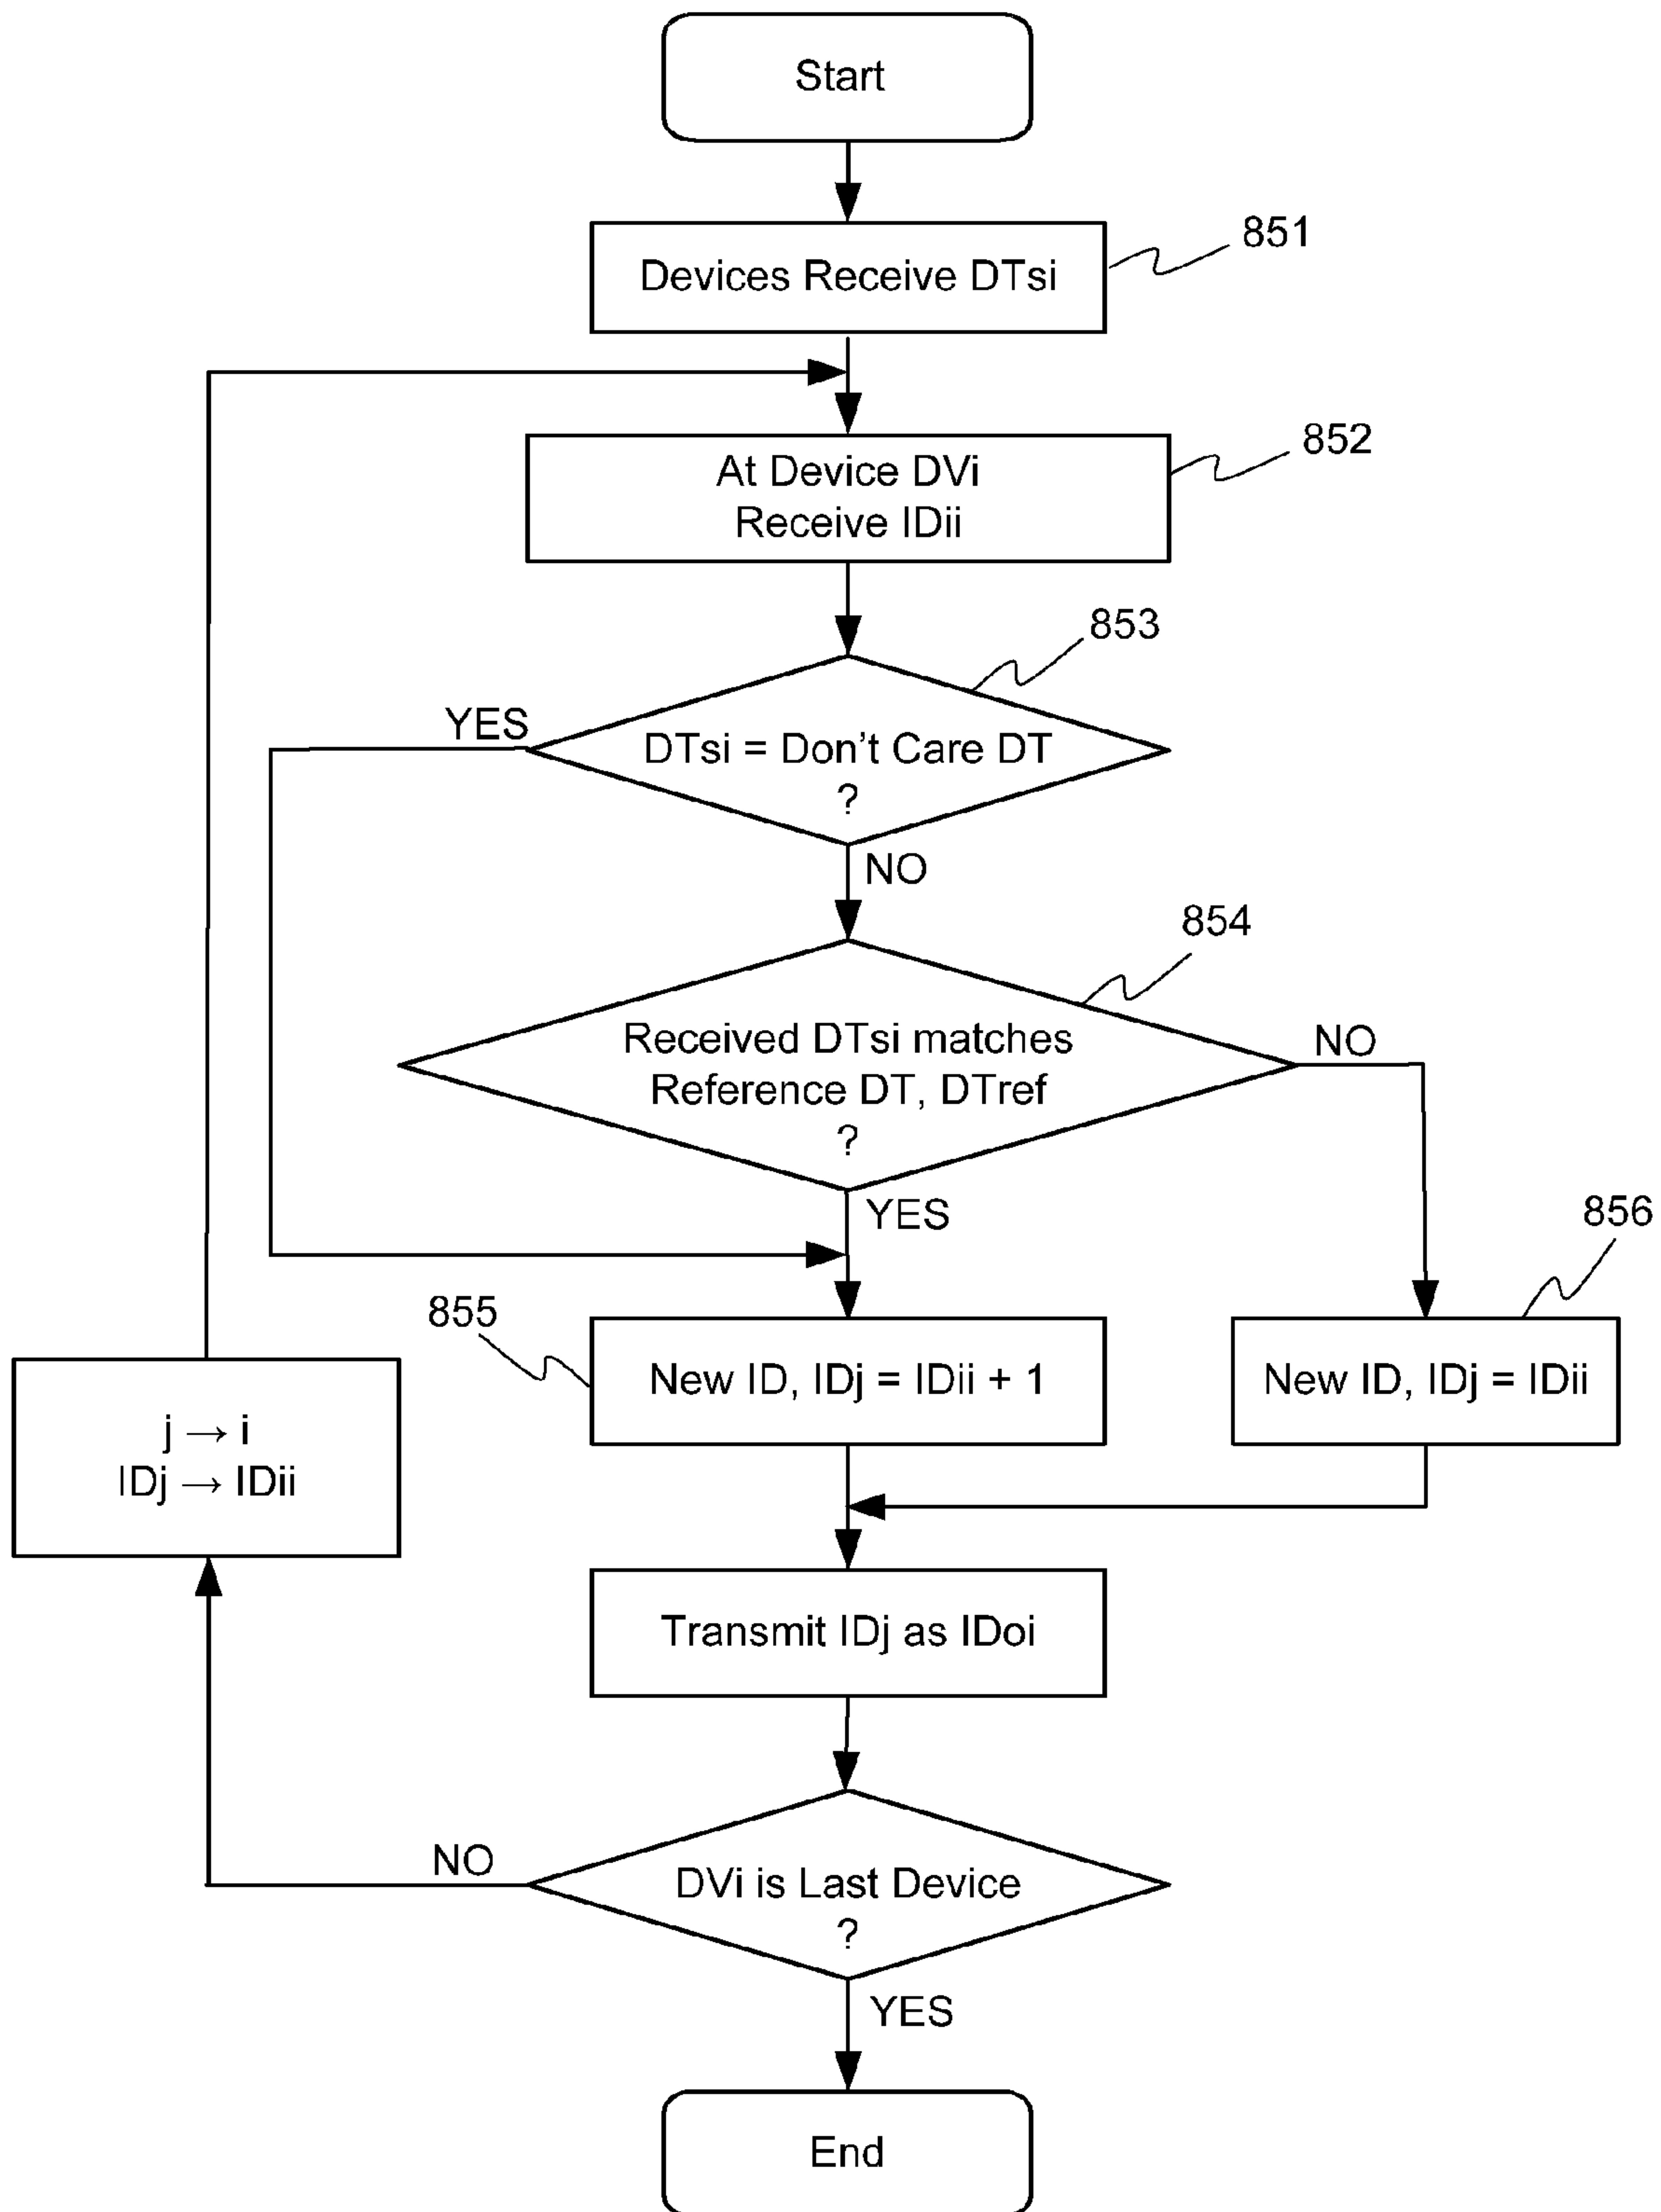 Start
851
Devices Receive DTsi
852
At Device DVi
Receive IDii
853
YES
DTsi = Don't Care DT
?
NO
854
Received DTsi matches
Reference DT, DTref
?
NO
YES
856
855
New ID, IDj = IDii + 1
New ID, IDj = IDii
j → i
IDj → IDii
Transmit IDj as IDoi
NO
DVi is Last Device
?
YES
End